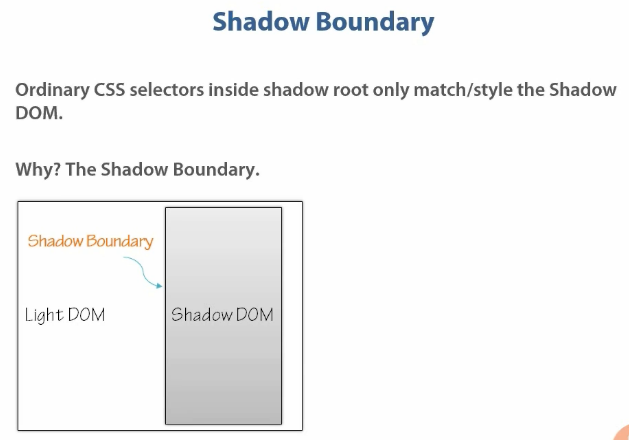 Shadow Boundary
Ordinary CSS selectors inside shadow root only match/style the Shadow
DOM.
Why? The Shadow Boundary.
Shadow Boundary
Light DOM
Shadow DOM